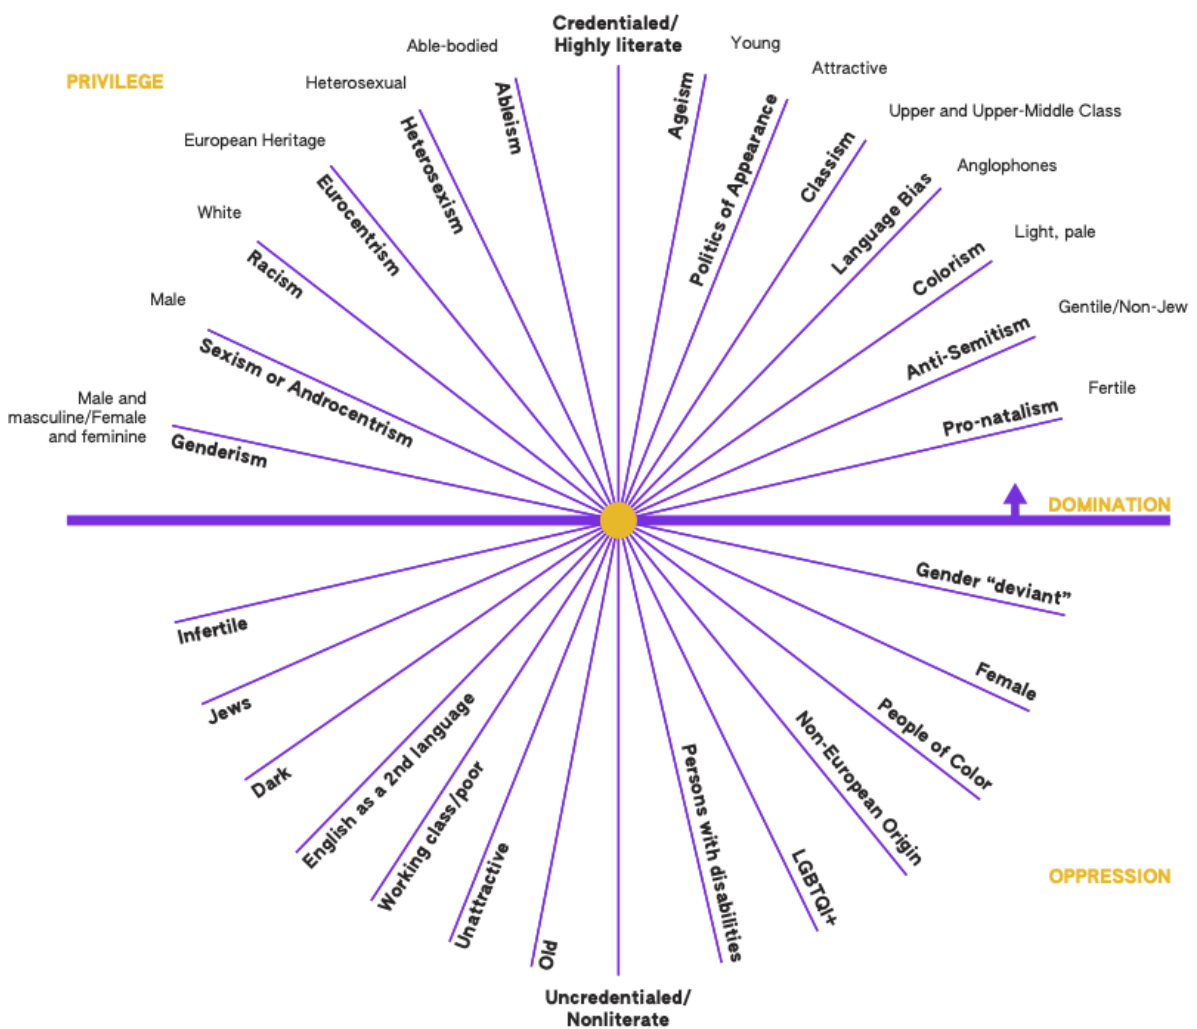 Credentialed/
Highly literate
PRIVILEGE
Able-bodied
Heterosexual
European Heritage
White
Male
Male and
masculine/Female
and feminine
Young
Attractive
Upper and Upper-Middle Class
Anglophones
Light, pale
Gentile/Non-Jew
Fertile
Ableism
Heterosexism
Eurocentrism
Racism
Sexism or Androcentrism
Genderism
Ageism
Politics of Appearance
Classism
Language Bias
Colorism
Anti-Semitism
Pro-natalism
DOMINATION
Infertile
Jews
Dark
English as a 2nd language
Working class/poor
Unattractive
Old
Persons with disabilities
LGBTQI+
Non-European Origin
People of Color
Female
Gender “deviant”
OPPRESSION
Uncredentialed/
Nonliterate